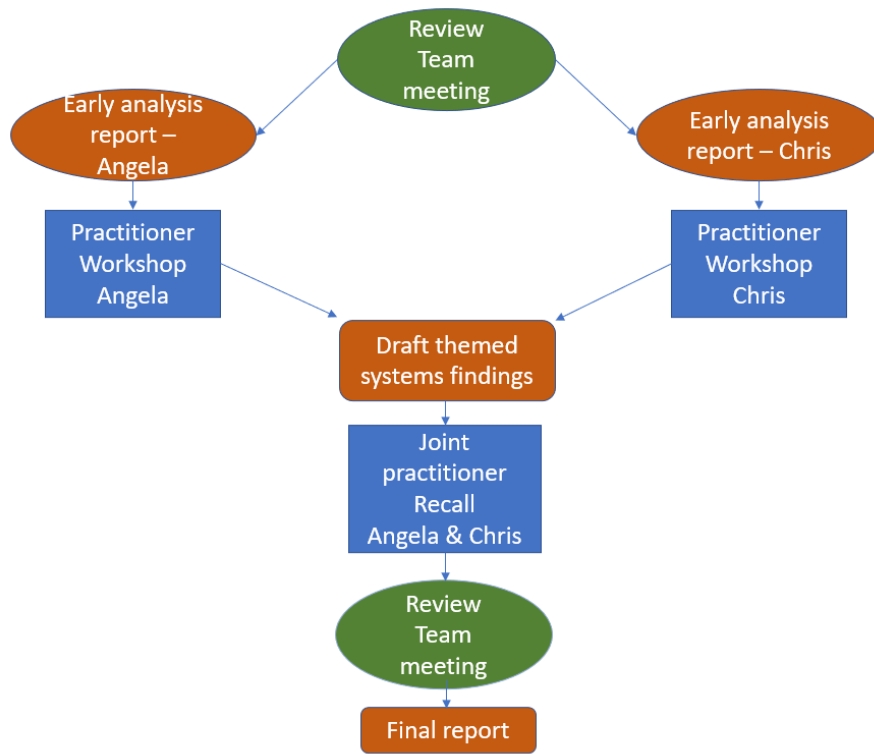 Review
Team
meeting
Early analysis
report –
Angela
Early analysis
report – Chris
Practitioner
Workshop
Angela
Practitioner
Workshop
Chris
Draft themed
systems findings
Joint
practitioner
Recall
Angela & Chris
Review
Team
meeting
Final report